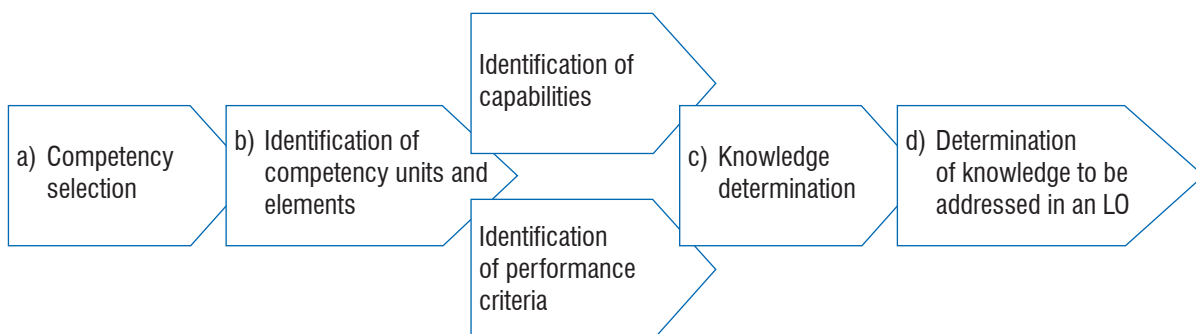 a) Competency
selection
b) Identification of
competency units and
elements
Identification of
capabilities
Identification
of performance
criteria
c) Knowledge
determination
d) Determination
of knowledge to be
addressed in an LO